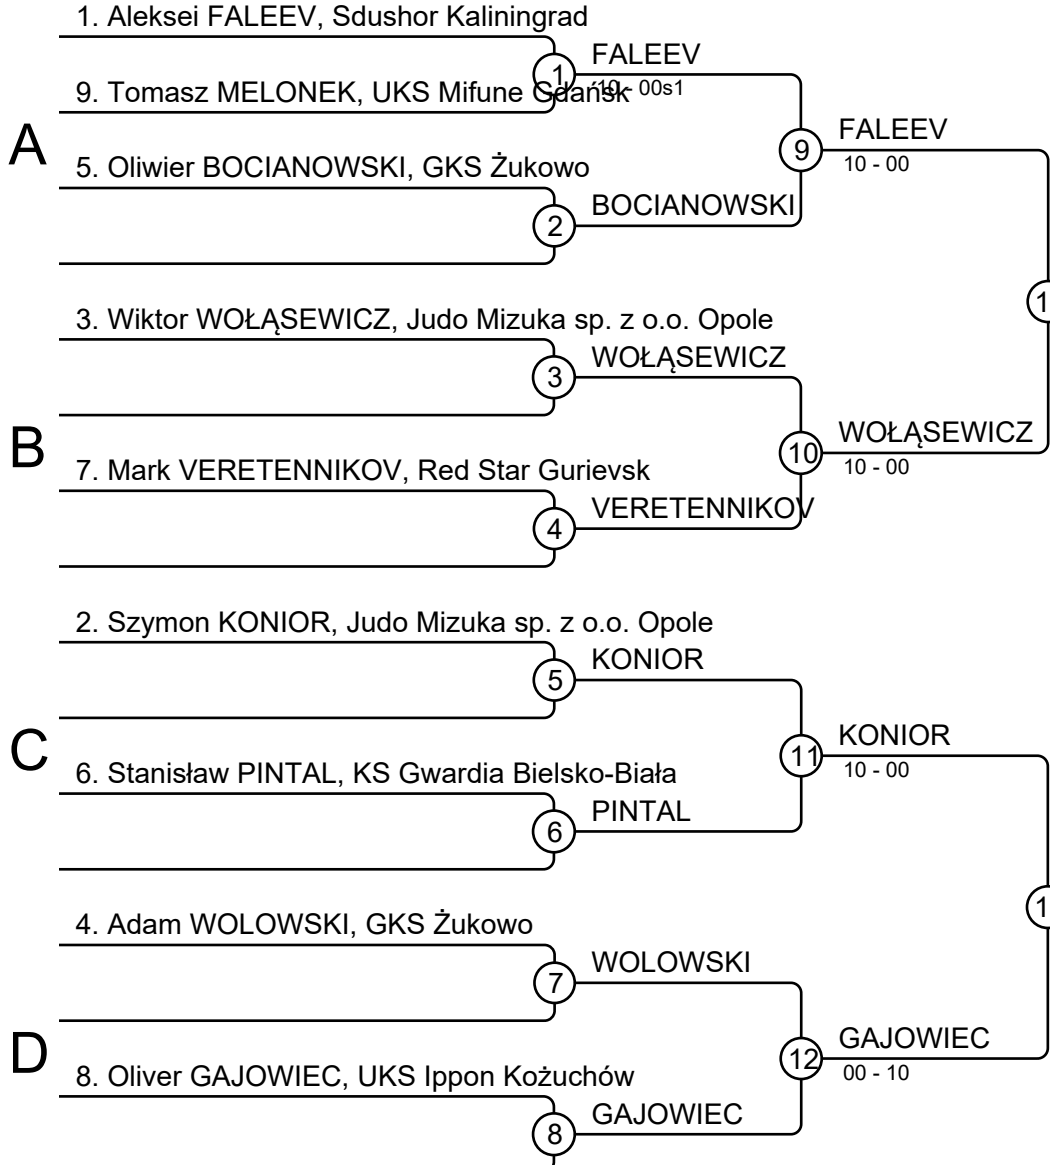 1. Aleksei FALEEV, Sdushor Kaliningrad
1
FALEEV
10 - 00s1
9. Tomasz MELONEK, UKS Mifune Gdańsk
A
9
FALEEV
10 - 00
5. Oliwier BOCIANOWSKI, GKS Żukowo
2
BOCIANOWSKI
1
3. Wiktor WOŁĄSEWICZ, Judo Mizuka sp. z o.o. Opole
3
WOŁĄSEWICZ
B
10
WOŁĄSEWICZ
10 - 00
7. Mark VERETENNIKOV, Red Star Gurievsk
4
VERETENNIKOV
2. Szymon KONIOR, Judo Mizuka sp. z o.o. Opole
5
KONIOR
C
11
KONIOR
10 - 00
6. Stanisław PINTAL, KS Gwardia Bielsko-Biała
6
PINTAL
1
4. Adam WOLOWSKI, GKS Żukowo
7
WOLOWSKI
D
12
GAJOWIEC
00 - 10
8. Oliver GAJOWIEC, UKS Ippon Kożuchów
8
GAJOWIEC